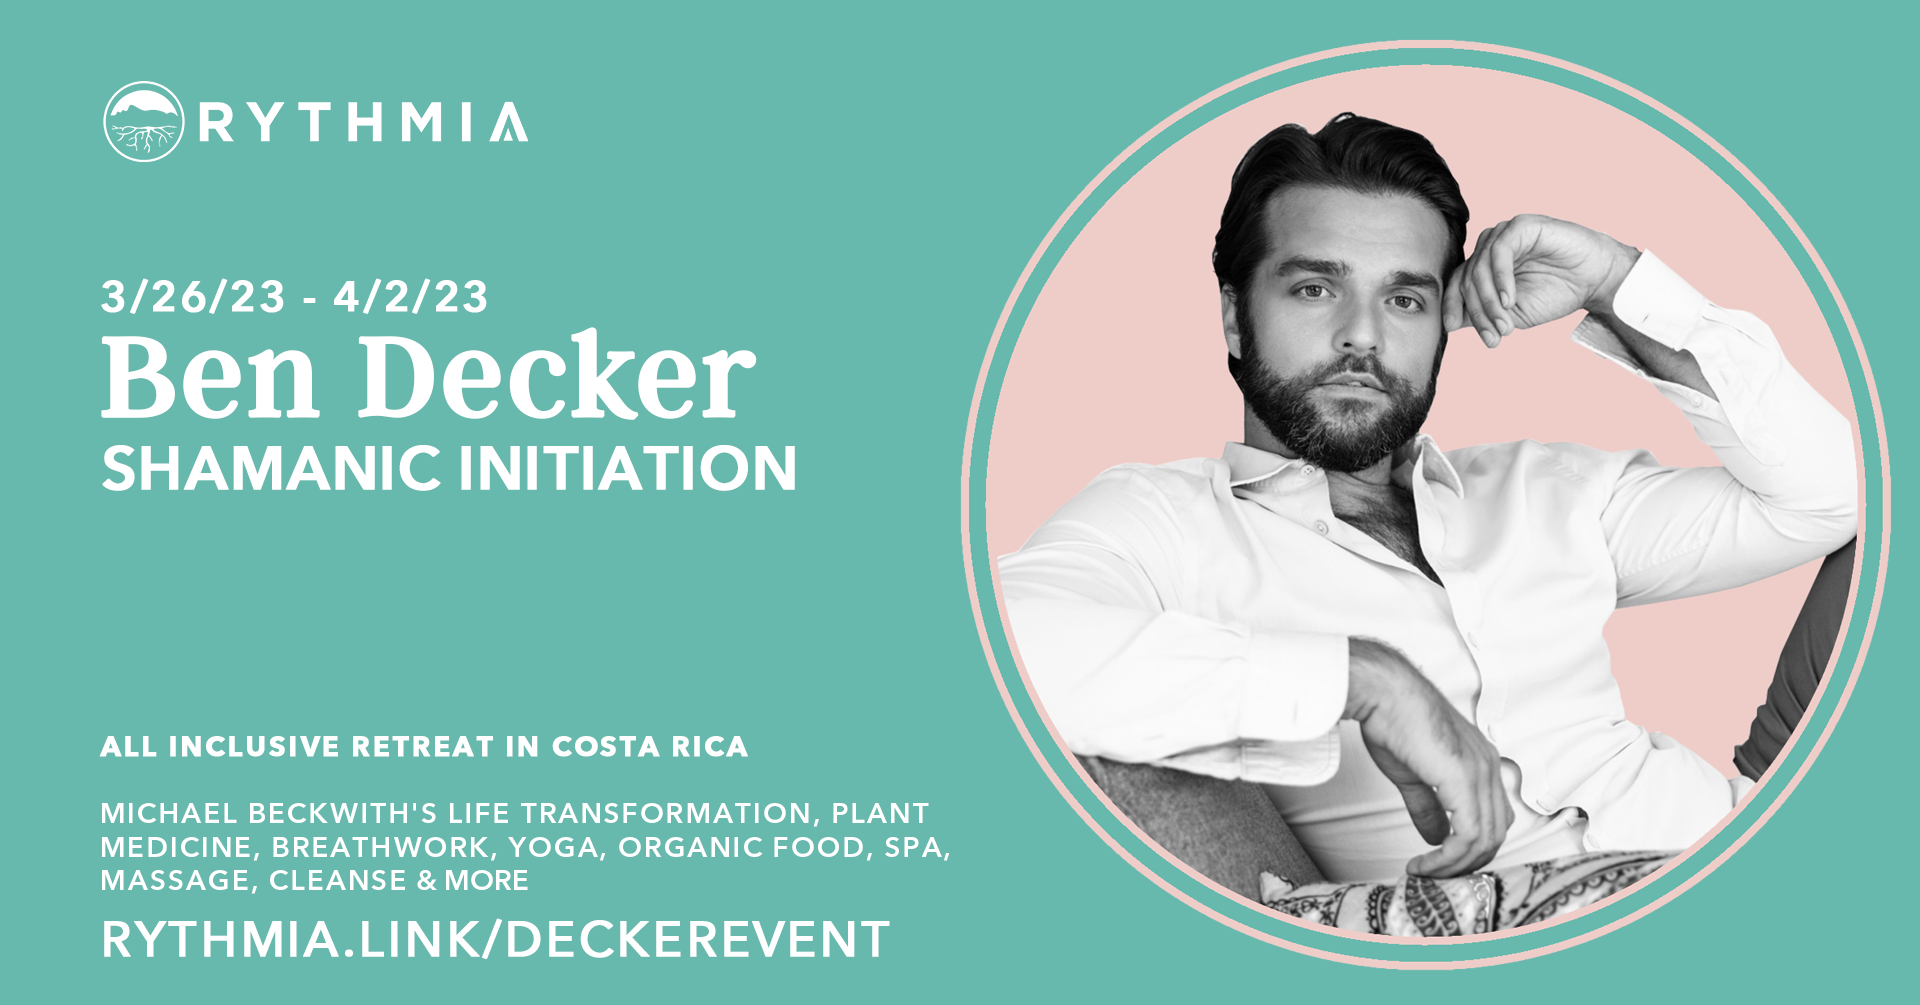 RYTHMIA
3/26/23 - 4/2/23
Ben Decker
SHAMANIC INITIATION
ALL INCLUSIVE RETREAT IN COSTA RICA
MICHAEL BECKWITH'S LIFE TRANSFORMATION, PLANT
MEDICINE, BREATHWORK, YOGA, ORGANIC FOOD, SPA,
MASSAGE, CLEANSE & MORE
RYTHMIA.LINK/DECKEREVENT